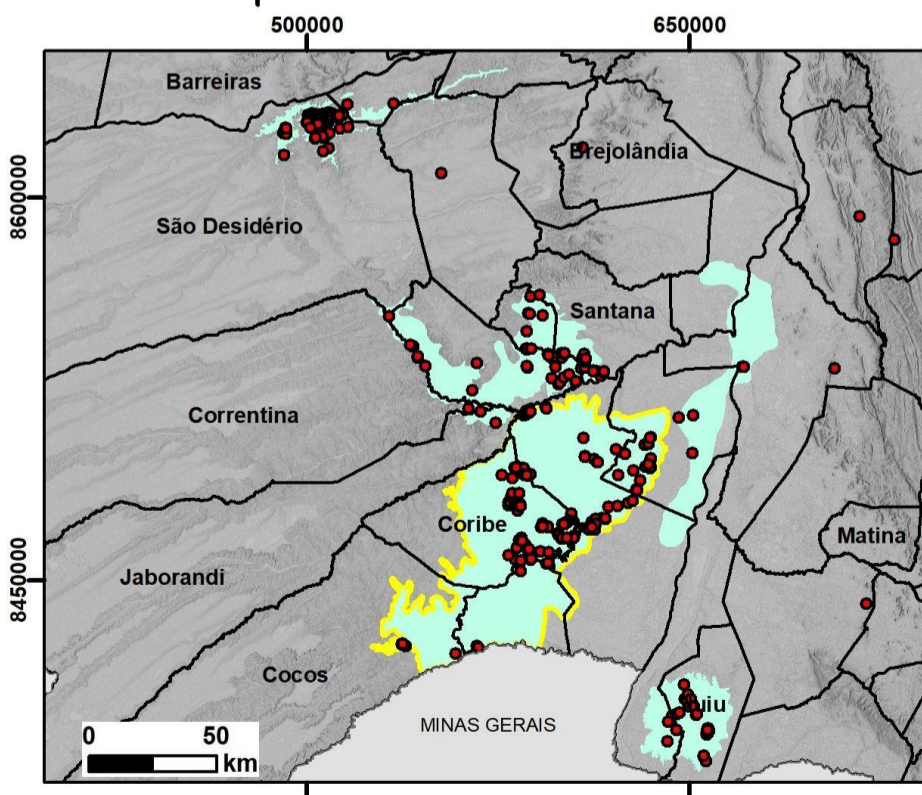 500000 650000
Barreiras
Brejolândia
8600000
São Desidério
Santana
Correntina
Coribe
Matina
8450000
Jaborandi
Cocos
uiu
MINAS GERAIS
0 50
km